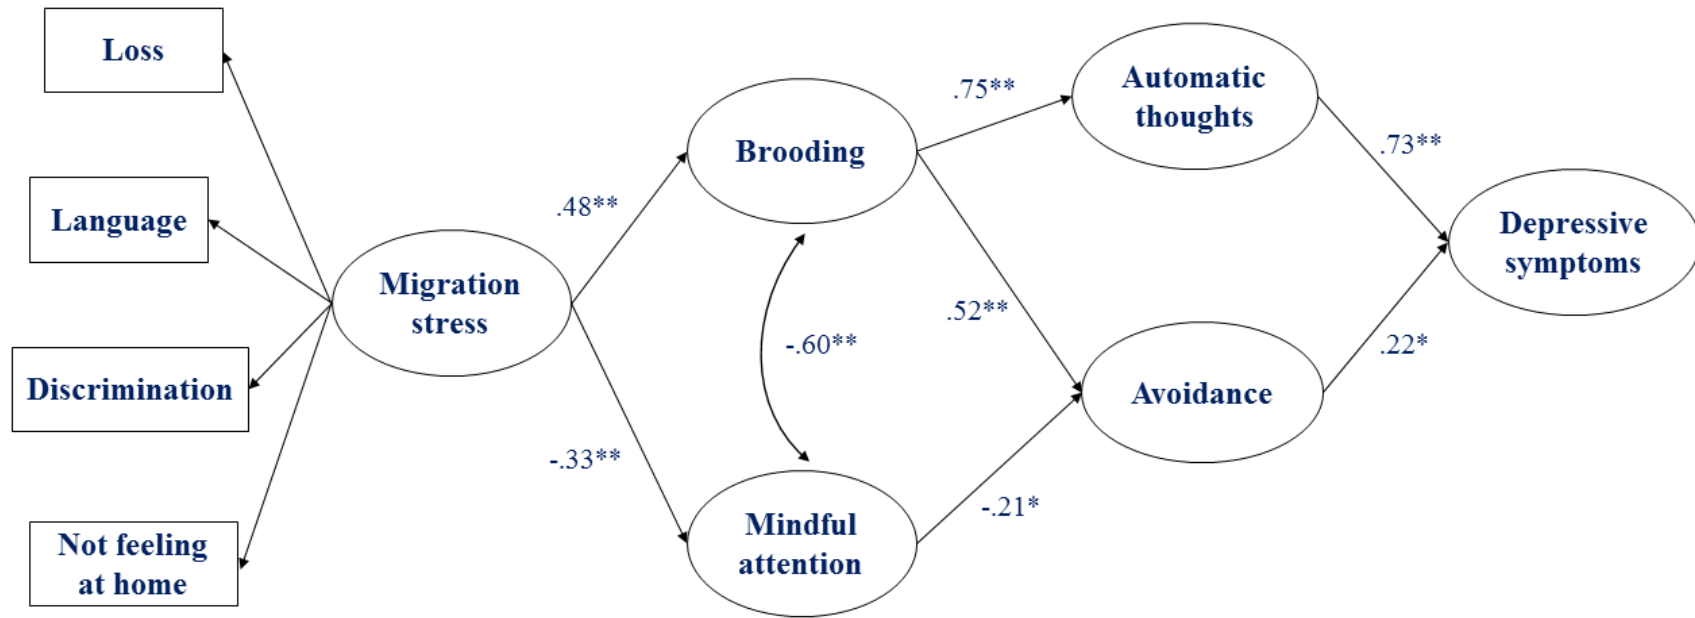 Loss
Language
Discrimination
Not feeling
at home
Migration
stress
.48**
-.33**
Brooding
-.60**
Mindful
attention
.75**
.52**
-.21*
Automatic
thoughts
Avoidance
.73**
.22*
Depressive
symptoms